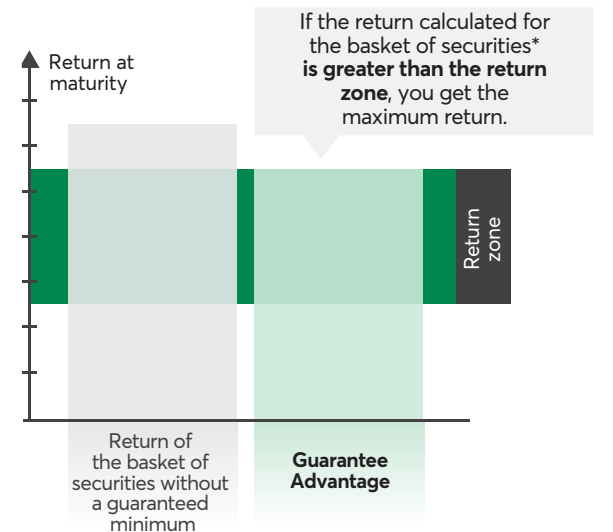 If the return calculated for
the basket of securities*
is greater than the return
zone, you get the
maximum return.
Return at
maturity
Return
zone
Return of
the basket of
securities without
a guaranteed
minimum
Guarantee
Advantage